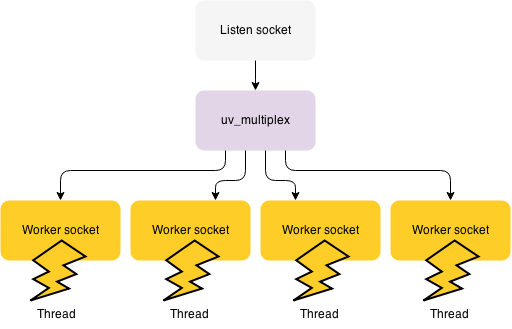 Listen socket
uv_multiplex
Worker socket
Worker socket
Worker socket
Worker socket
Thread
Thread
Thread
Thread